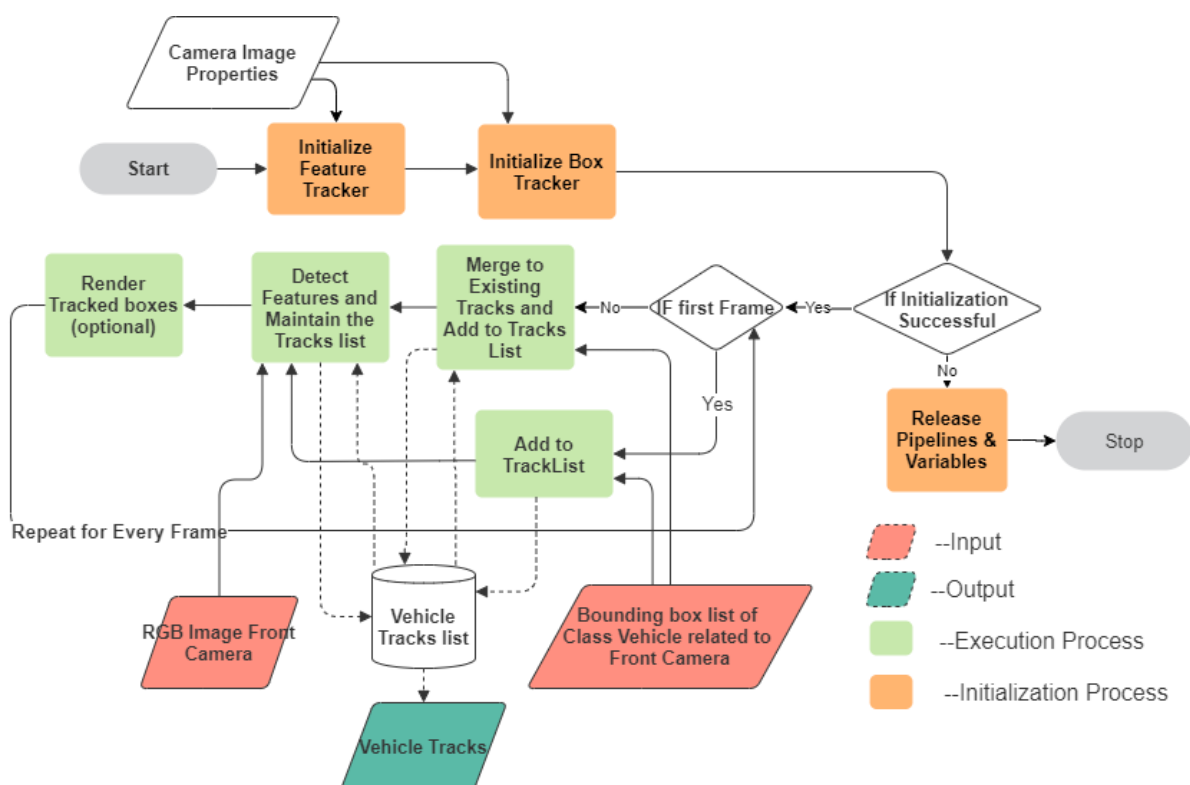 Camera Image
Properties
Start
Initialize
Feature
Tracker
Initialize Box
Tracker
Render
Tracked boxes
(optional)
Detect
Features and
Maintain the
Tracks list
Merge to
Existing
Tracks and
Add to Tracks
List
No
IF first Frame
Yes
If Initialization
Successful
No
Yes
Release
Pipelines &
Variables
Stop
Add to
TrackList
Repeat for Every Frame
RGB Image Front
Camera
Vehicle
Tracks list
Bounding box list of
Class Vehicle related to
Front Camera
Vehicle Tracks
--Input
--Output
--Execution Process
--Initialization Process